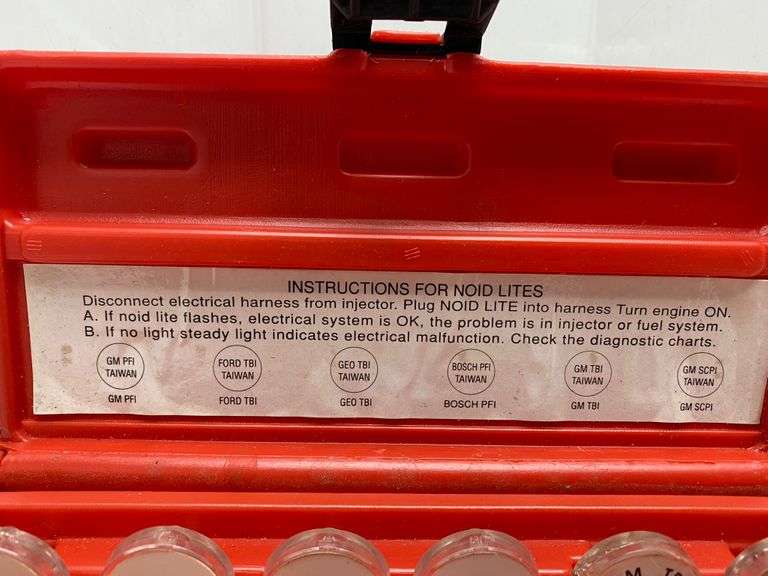 INSTRUCTIONS FOR NOID LITES
Disconnect electrical harness from injector. Plug NOID LITE into harness Turn engine ON.
A. If noid lite flashes, electrical system is OK, the problem is in injector or fuel system.
B. If no light steady light indicates electrical malfunction. Check the diagnostic charts.
GM PFI FORD TBI GEO TBI BOSCH PFI GM TBI GM SCPI
TAIWAN TAIWAN TAIWAN TAIWAN TAIWAN TAIWAN
GM PFI FORD TBI GEO TBI BOSCH PFI GM TBI GM SCPI